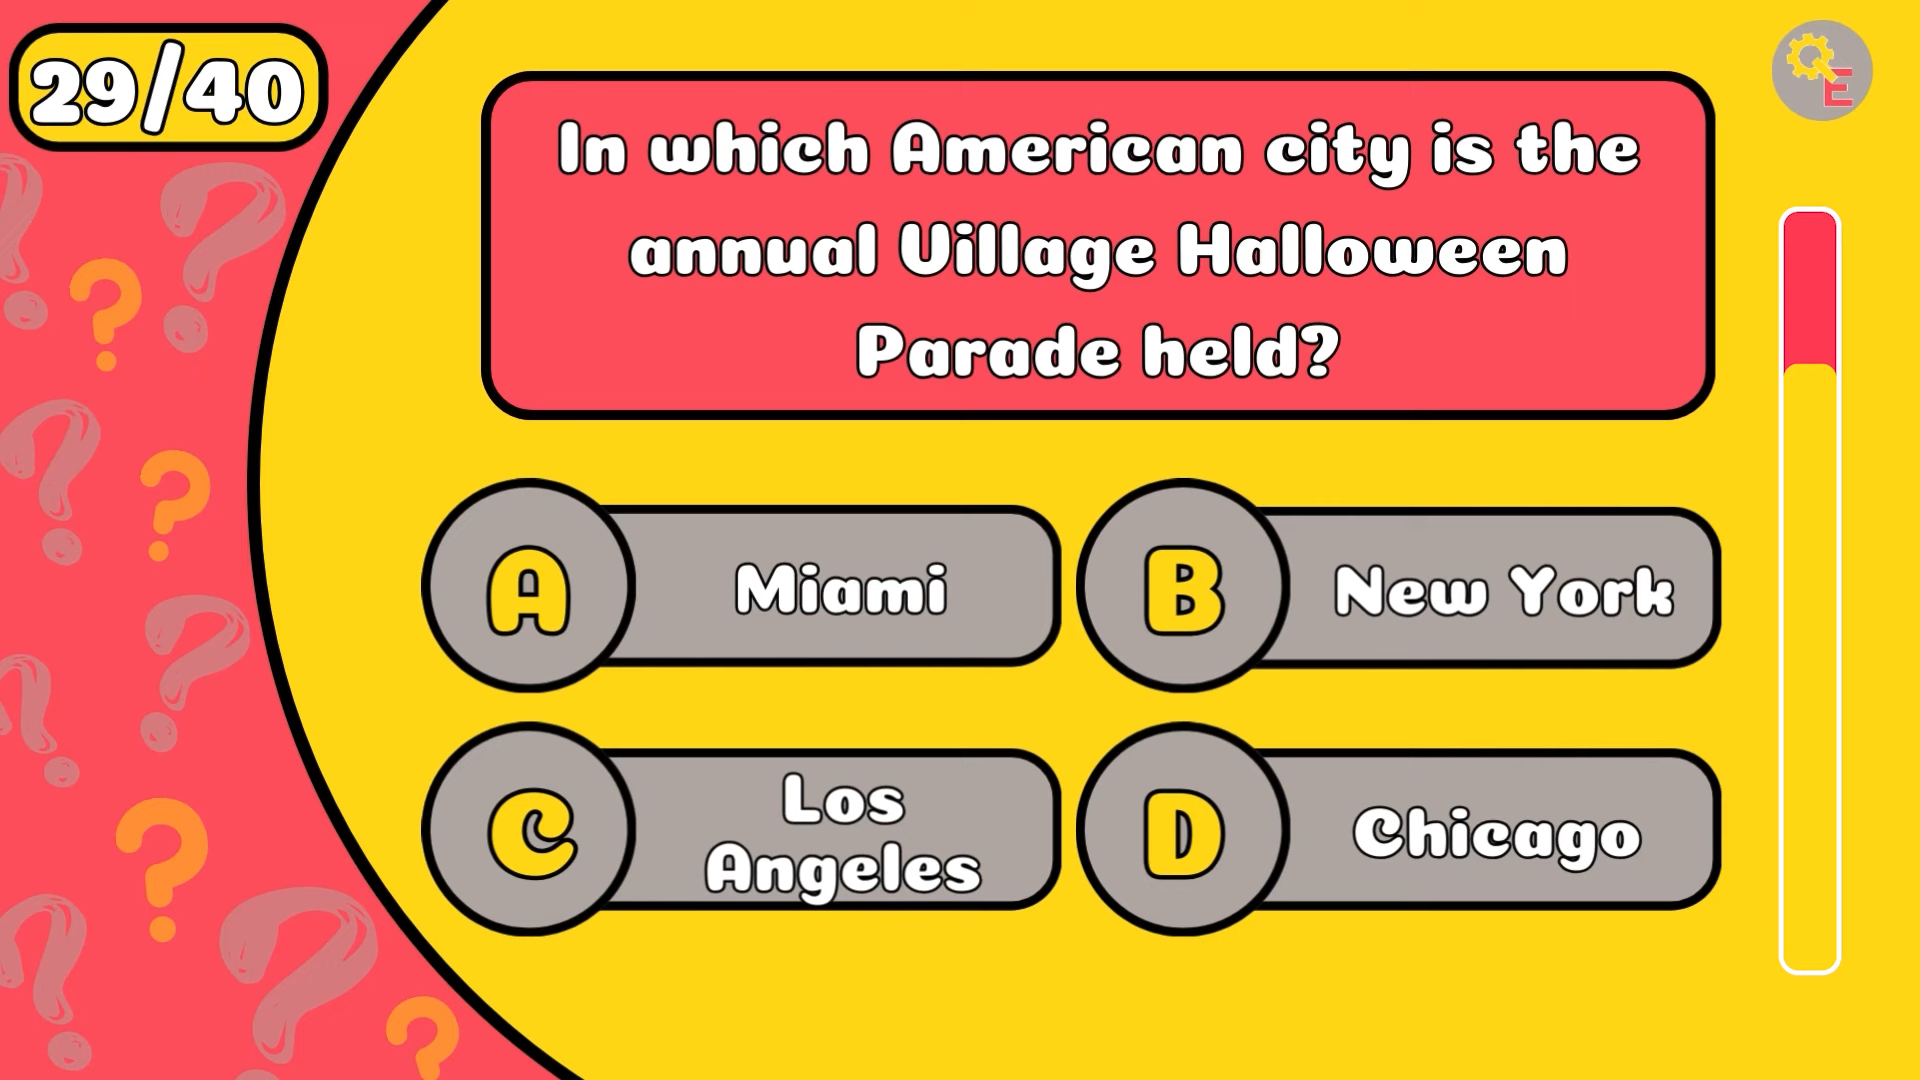 29/40
QE
In which American city is the
annual Village Halloween
Parade held?
A
Miami
B
New York
C
Los
Angeles
D
Chicago